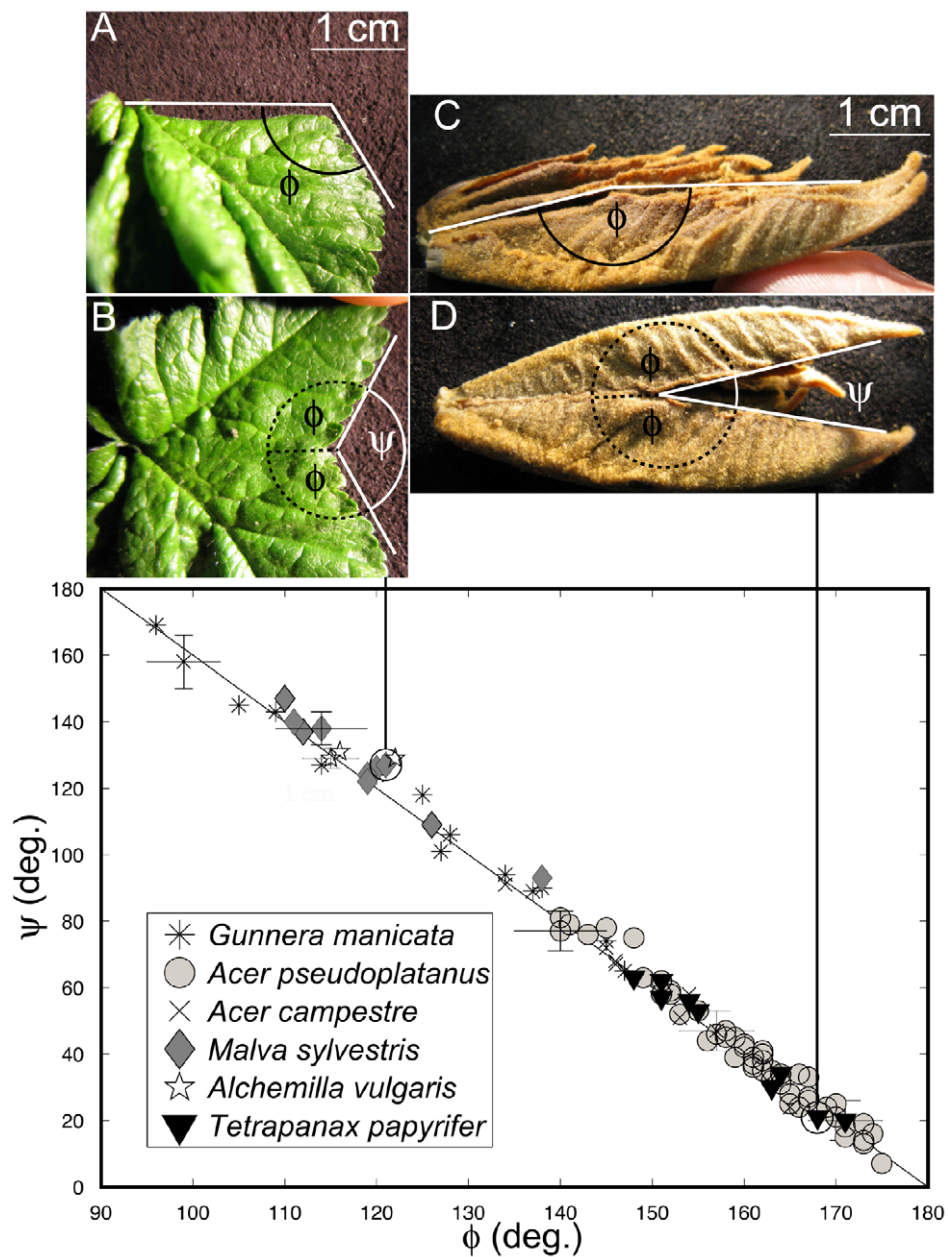 A
1 cm
ϕ
C
1 cm
ϕ
B
ϕ
ψ
ϕ
D
ϕ
ψ
ϕ
180
160
140
120
100
80
60
40
20
0
ψ (deg.)
1 cm
Gunnera manicata
Acer pseudoplatanus
Acer campestre
Malva sylvestris
Alchemilla vulgaris
Tetrapanax papyrifer
90 100 110 120 130 140 150 160 170 180
ϕ (deg.)